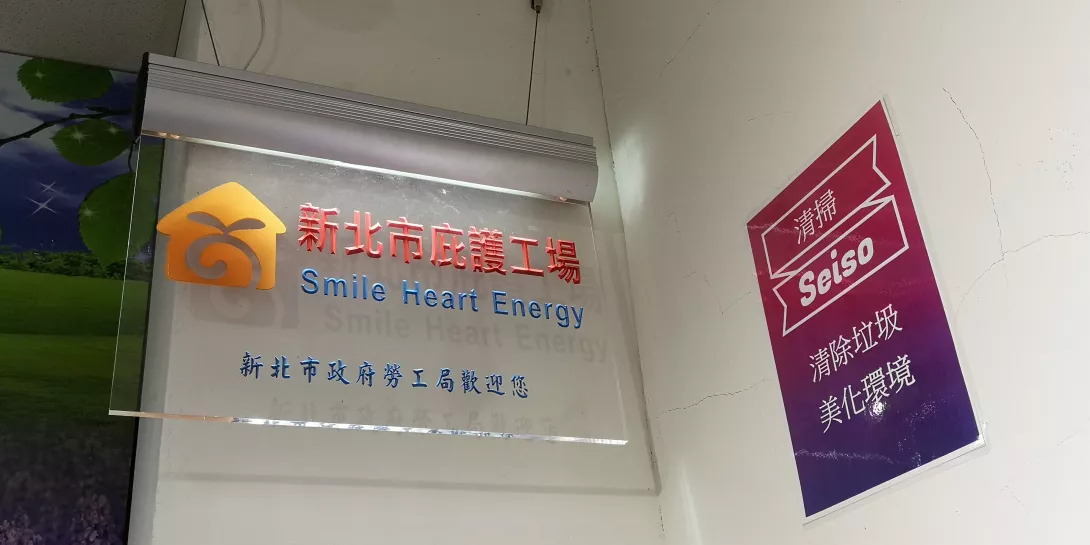 新北市庇護工場
Smile Heart Energy
新北市政府勞工局歡迎您
清掃
Seiso
清除垃圾
美化環境